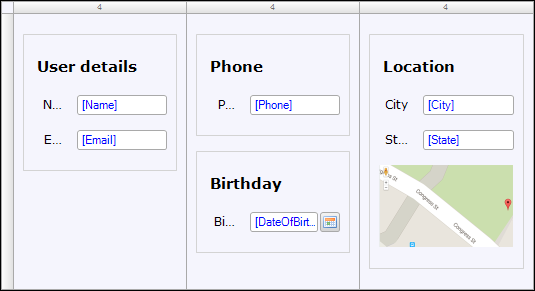 4 4 4
User details
N... [Name]
E... [Email]
Phone
P... [Phone]
Birthday
Bi... [DateOfBirt...
Location
City [City]
St... [State]
Congress St
Congress St